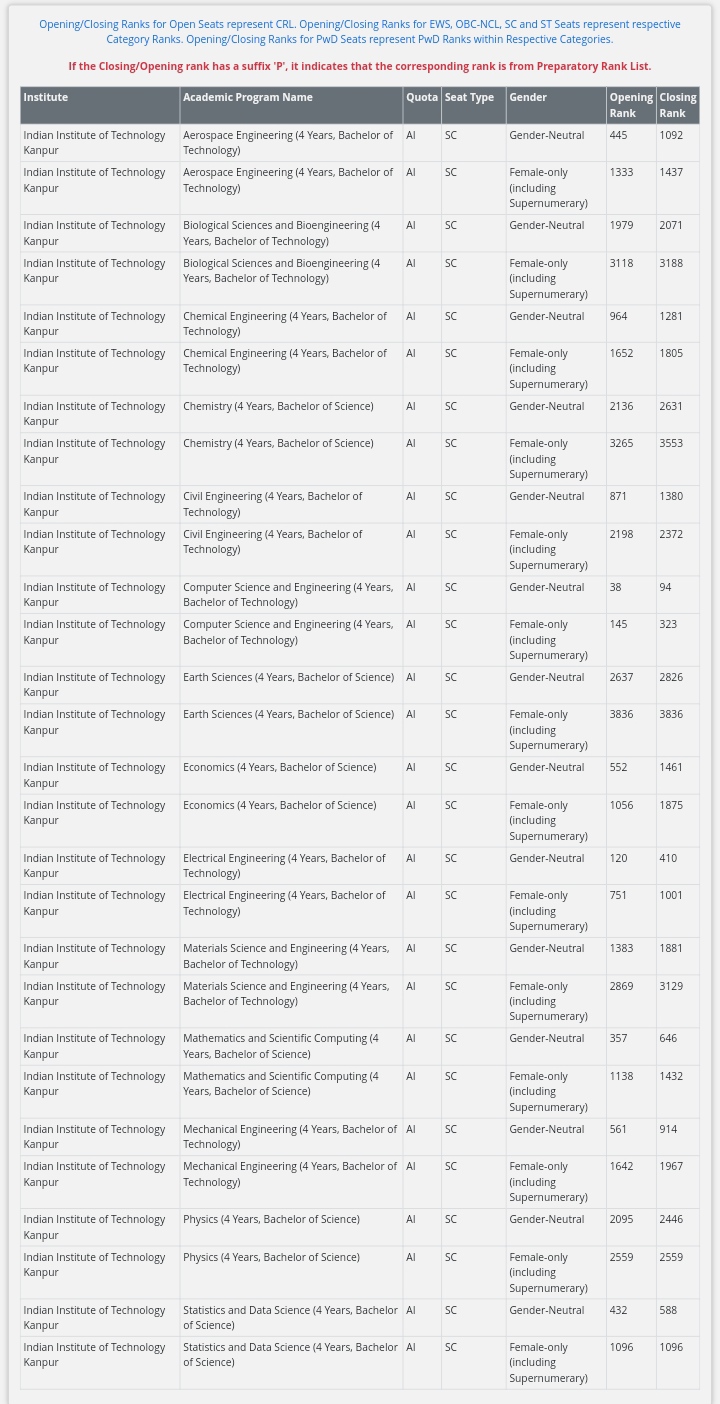 Opening/Closing Ranks for Open Seats represent CRL. Opening/Closing Ranks for EWS, OBC-NCL, SC and ST Seats represent respective
Category Ranks. Opening/Closing Ranks for PwD Seats represent PwD Ranks within Respective Categories.
If the Closing/Opening rank has a suffix 'P', it indicates that the corresponding rank is from Preparatory Rank List.
Institute Academic Program Name Quota Seat Type Gender Opening Closing
Rank Rank
Indian Institute of Technology Aerospace Engineering (4 Years, Bachelor of AI SC Gender-Neutral 445 1092
Kanpur Technology)
Indian Institute of Technology Aerospace Engineering (4 Years, Bachelor of AI SC Female-only 1333 1437
Kanpur Technology) (including
Supernumerary)
Indian Institute of Technology Biological Sciences and Bioengineering (4 AI SC Gender-Neutral 1979 2071
Kanpur Years, Bachelor of Technology)
Indian Institute of Technology Biological Sciences and Bioengineering (4 AI SC Female-only 3118 3188
Kanpur Years, Bachelor of Technology) (including
Supernumerary)
Indian Institute of Technology Chemical Engineering (4 Years, Bachelor of AI SC Gender-Neutral 964 1281
Kanpur Technology)
Indian Institute of Technology Chemical Engineering (4 Years, Bachelor of AI SC Female-only 1652 1805
Kanpur Technology) (including
Supernumerary)
Indian Institute of Technology Chemistry (4 Years, Bachelor of Science) AI SC Gender-Neutral 2136 2631
Kanpur
Indian Institute of Technology Chemistry (4 Years, Bachelor of Science) AI SC Female-only 3265 3553
Kanpur (including
Supernumerary)
Indian Institute of Technology Civil Engineering (4 Years, Bachelor of AI SC Gender-Neutral 871 1380
Kanpur Technology)
Indian Institute of Technology Civil Engineering (4 Years, Bachelor of AI SC Female-only 2198 2372
Kanpur Technology) (including
Supernumerary)
Indian Institute of Technology Computer Science and Engineering (4 Years, AI SC Gender-Neutral 38 94
Kanpur Bachelor of Technology)
Indian Institute of Technology Computer Science and Engineering (4 Years, AI SC Female-only 145 323
Kanpur Bachelor of Technology) (including
Supernumerary)
Indian Institute of Technology Earth Sciences (4 Years, Bachelor of Science) AI SC Gender-Neutral 2637 2826
Kanpur
Indian Institute of Technology Earth Sciences (4 Years, Bachelor of Science) AI SC Female-only 3836 3836
Kanpur (including
Supernumerary)
Indian Institute of Technology Economics (4 Years, Bachelor of Science) AI SC Gender-Neutral 552 1461
Kanpur
Indian Institute of Technology Economics (4 Years, Bachelor of Science) AI SC Female-only 1056 1875
Kanpur (including
Supernumerary)
Indian Institute of Technology Electrical Engineering (4 Years, Bachelor of AI SC Gender-Neutral 120 410
Kanpur Technology)
Indian Institute of Technology Electrical Engineering (4 Years, Bachelor of AI SC Female-only 751 1001
Kanpur Technology) (including
Supernumerary)
Indian Institute of Technology Materials Science and Engineering (4 Years, AI SC Gender-Neutral 1383 1881
Kanpur Bachelor of Technology)
Indian Institute of Technology Materials Science and Engineering (4 Years, AI SC Female-only 2869 3129
Kanpur Bachelor of Technology) (including
Supernumerary)
Indian Institute of Technology Mathematics and Scientific Computing (4 AI SC Gender-Neutral 357 646
Kanpur Years, Bachelor of Science)
Indian Institute of Technology Mathematics and Scientific Computing (4 AI SC Female-only 1138 1432
Kanpur Years, Bachelor of Science) (including
Supernumerary)
Indian Institute of Technology Mechanical Engineering (4 Years, Bachelor of AI SC Gender-Neutral 561 914
Kanpur Technology)
Indian Institute of Technology Mechanical Engineering (4 Years, Bachelor of AI SC Female-only 1642 1967
Kanpur Technology) (including
Supernumerary)
Indian Institute of Technology Physics (4 Years, Bachelor of Science) AI SC Gender-Neutral 2095 2446
Kanpur
Indian Institute of Technology Physics (4 Years, Bachelor of Science) AI SC Female-only 2559 2559
Kanpur (including
Supernumerary)
Indian Institute of Technology Statistics and Data Science (4 Years, Bachelor AI SC Gender-Neutral 432 588
Kanpur of Science)
Indian Institute of Technology Statistics and Data Science (4 Years, Bachelor AI SC Female-only 1096 1096
Kanpur of Science) (including
Supernumerary)